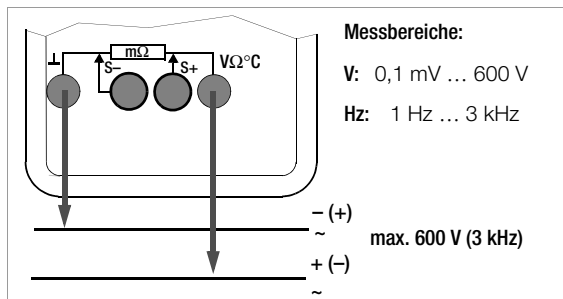 ⊥
mΩ
S–
S+
VΩ°C
Messbereiche:
V: 0,1 mV … 600 V
Hz: 1 Hz … 3 kHz
– (+)
~
max. 600 V (3 kHz)
+ (–)
~